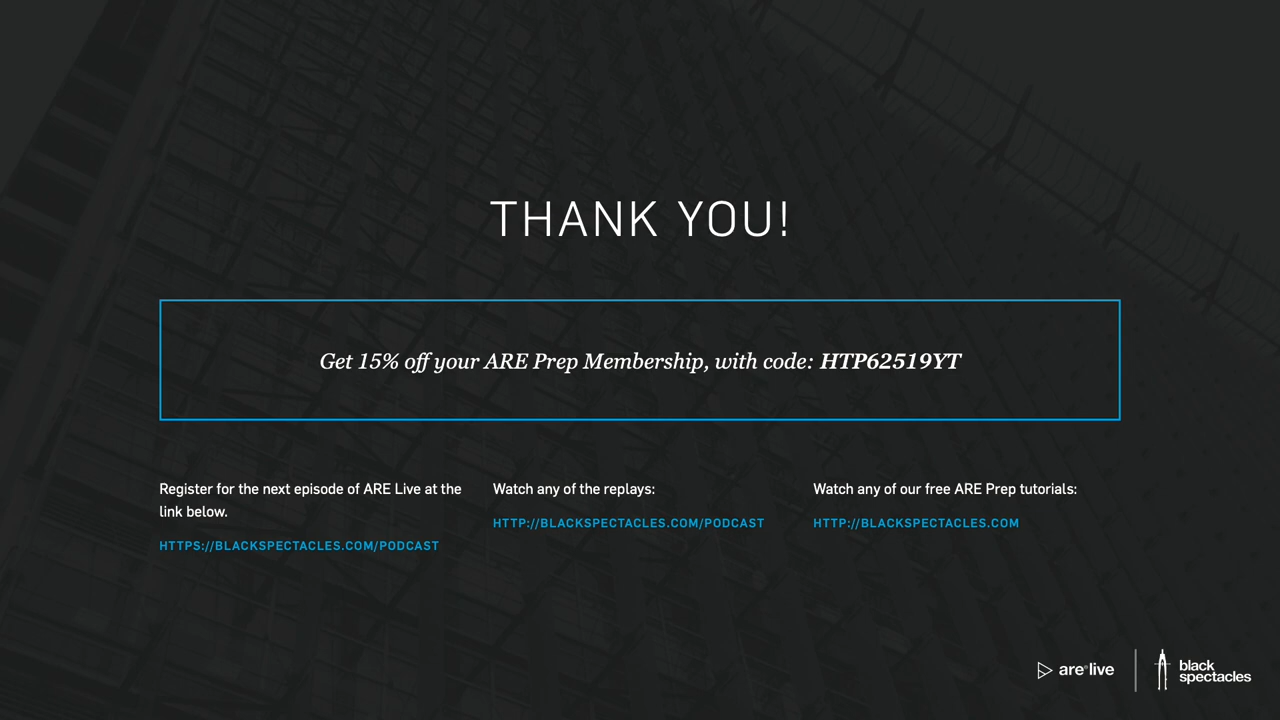 THANK YOU!
Get 15% off your ARE Prep Membership, with code: HTP62519YT
Register for the next episode of ARE Live at the
link below.
HTTPS://BLACKSPECTACLES.COM/PODCAST
Watch any of the replays:
HTTP://BLACKSPECTACLES.COM/PODCAST
Watch any of our free ARE Prep tutorials:
HTTP://BLACKSPECTACLES.COM
are live
black
spectacles